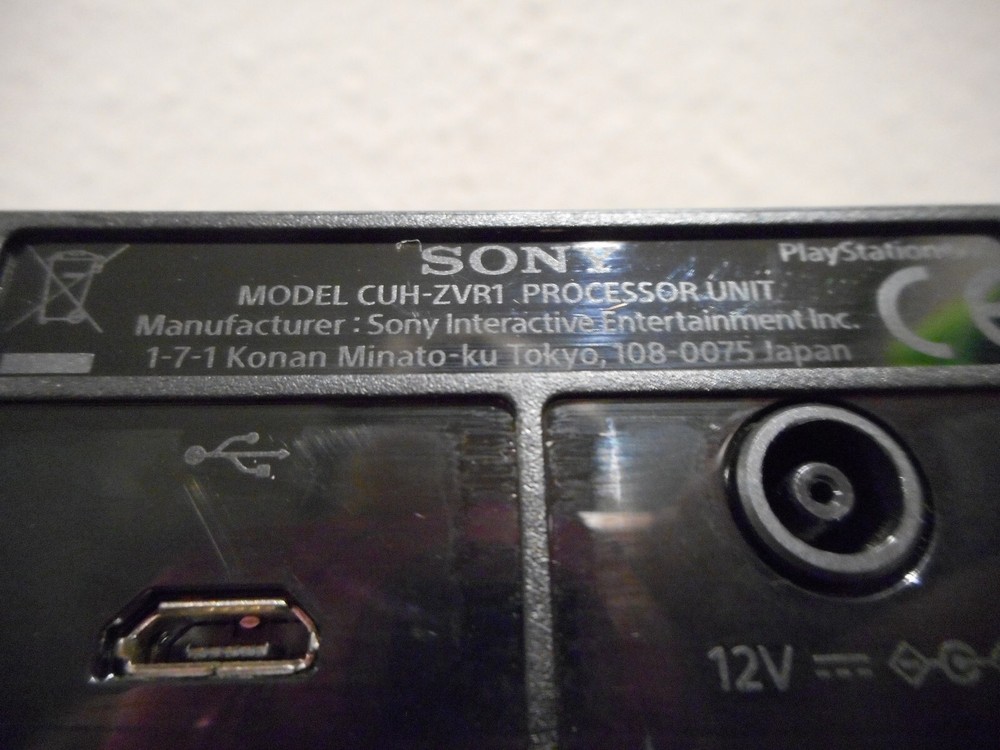 SONY
PlayStation®
MODEL CUH-ZVR1 PROCESSOR UNIT
Manufacturer : Sony Interactive Entertainment Inc.
1-7-1 Konan Minato-ku Tokyo, 108-0075 Japan
CE
12V